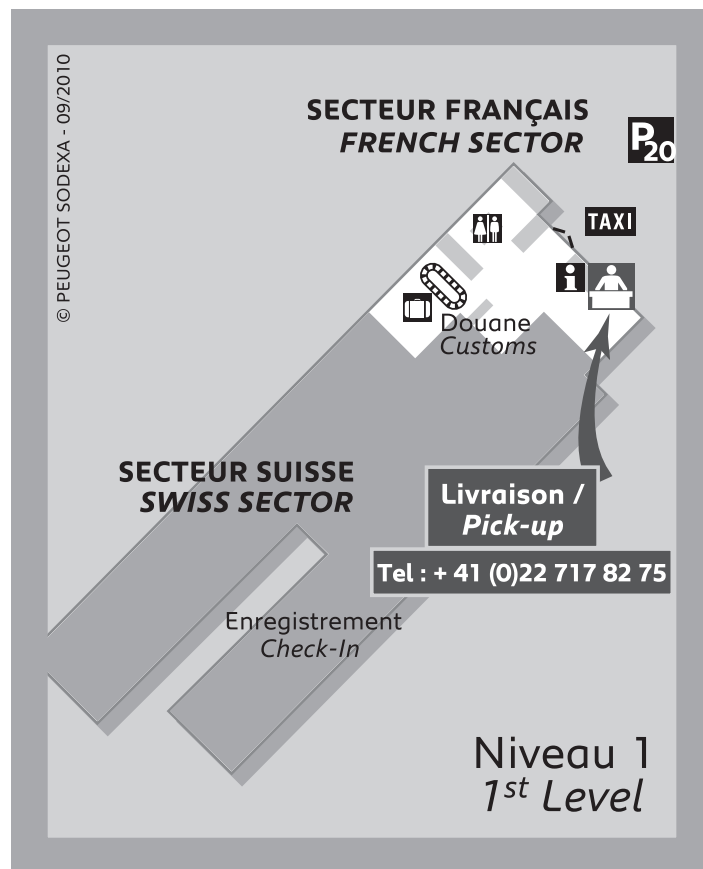 © PEUGEOT SODEXA - 09/2010
SECTEUR FRANÇAIS
FRENCH SECTOR
P20
TAXI
i
Douane
Customs
SECTEUR SUISSE
SWISS SECTOR
Livraison /
Pick-up
Tel : + 41 (0)22 717 82 75
Enregistrement
Check-In
Niveau 1
1st Level